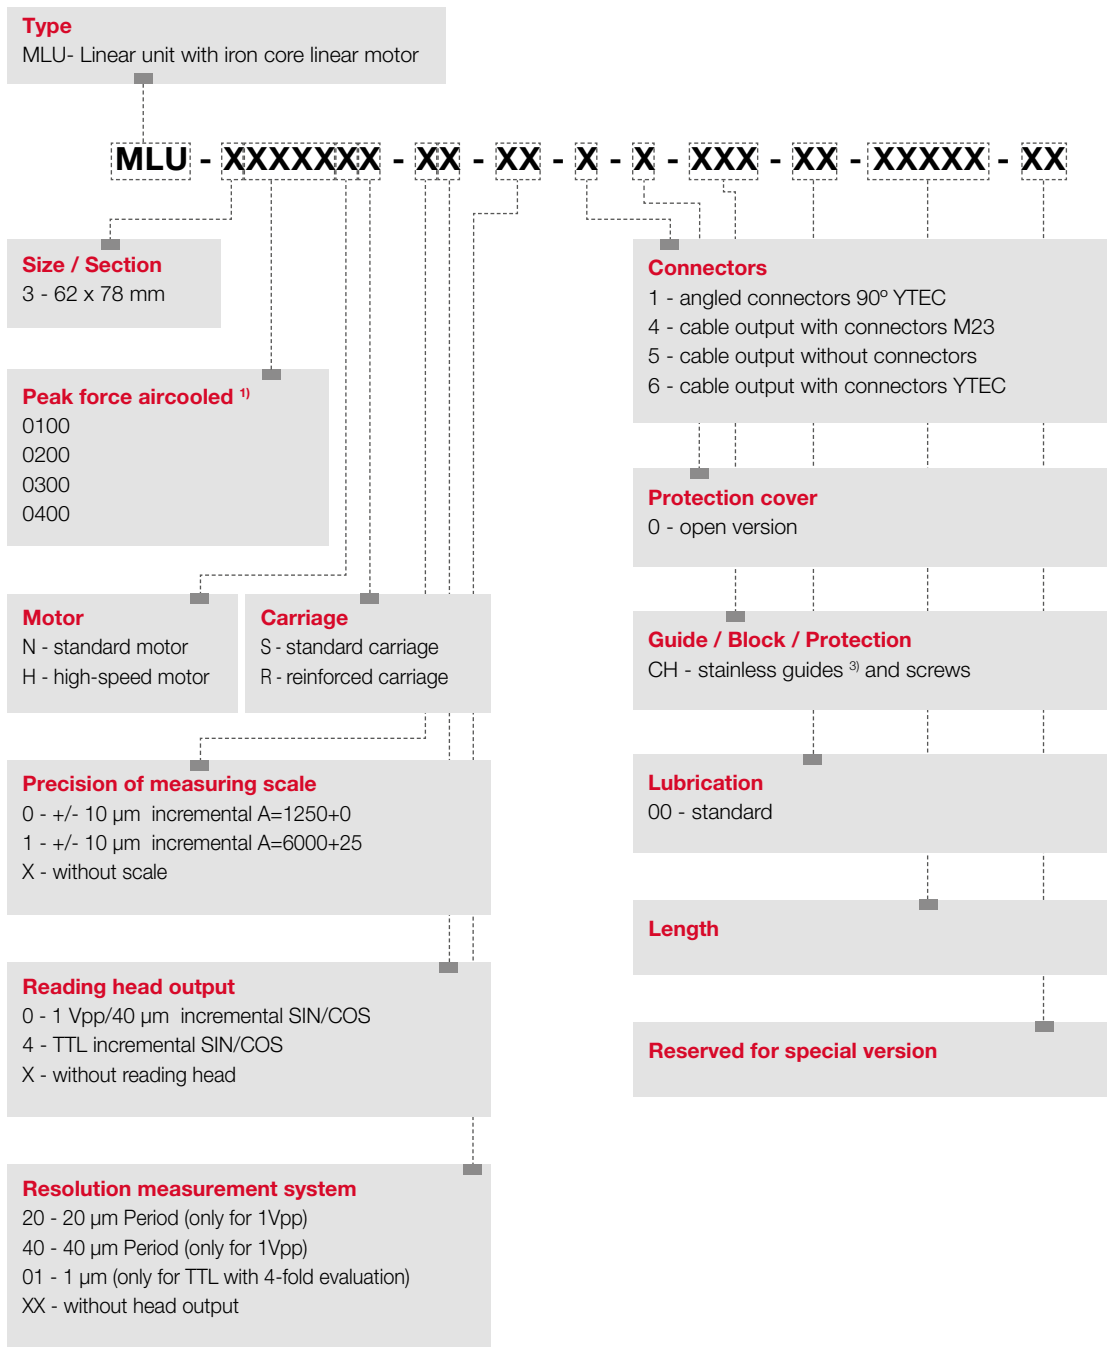 Type
MLU- Linear unit with iron core linear motor
MLU - XXXXXXX - XX - XX - X - X - XXX - XX - XXXXX - XX
Size / Section
3 - 62 x 78 mm
Peak force aircooled 1)
0100
0200
0300
0400
Motor
N - standard motor
H - high-speed motor
Carriage
S - standard carriage
R - reinforced carriage
Precision of measuring scale
0 - +/- 10 µm incremental A=1250+0
1 - +/- 10 µm incremental A=6000+25
X - without scale
Reading head output
0 - 1 Vpp/40 µm incremental SIN/COS
4 - TTL incremental SIN/COS
X - without reading head
Resolution measurement system
20 - 20 µm Period (only for 1Vpp)
40 - 40 µm Period (only for 1Vpp)
01 - 1 µm (only for TTL with 4-fold evaluation)
XX - without head output
Connectors
1 - angled connectors 90º YTEC
4 - cable output with connectors M23
5 - cable output without connectors
6 - cable output with connectors YTEC
Protection cover
0 - open version
Guide / Block / Protection
CH - stainless guides 3) and screws
Lubrication
00 - standard
Length
Reserved for special version